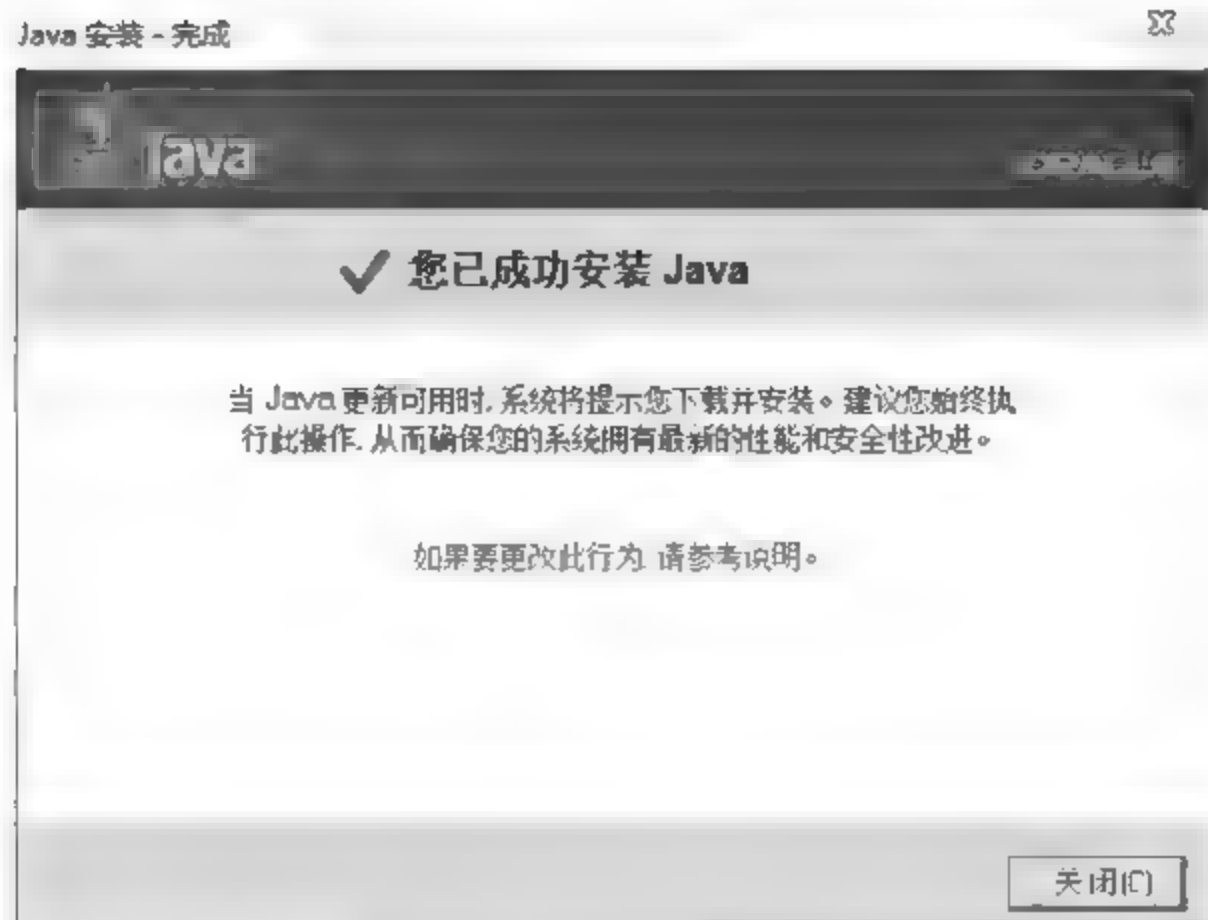 Java 安装 - 完成
Java
您已成功安装 Java
当 Java 更新可用时,系统将提示您下载并安装。建议您始终执
行此操作,从而确保您的系统拥有最新的性能和安全性改进。
如果要更改此行为,请参考说明。
关闭(C)